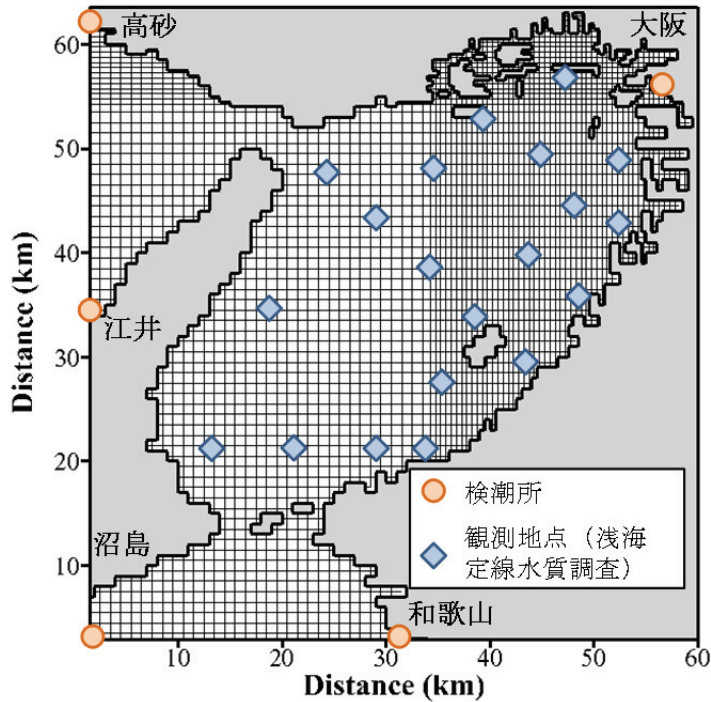 高砂
大阪
60
50
40
30
20
10
Distance (km)
江井
沼島
検潮所
観測地点（浅海
定線水質調査）
和歌山
10
20
30
40
50
60
Distance (km)